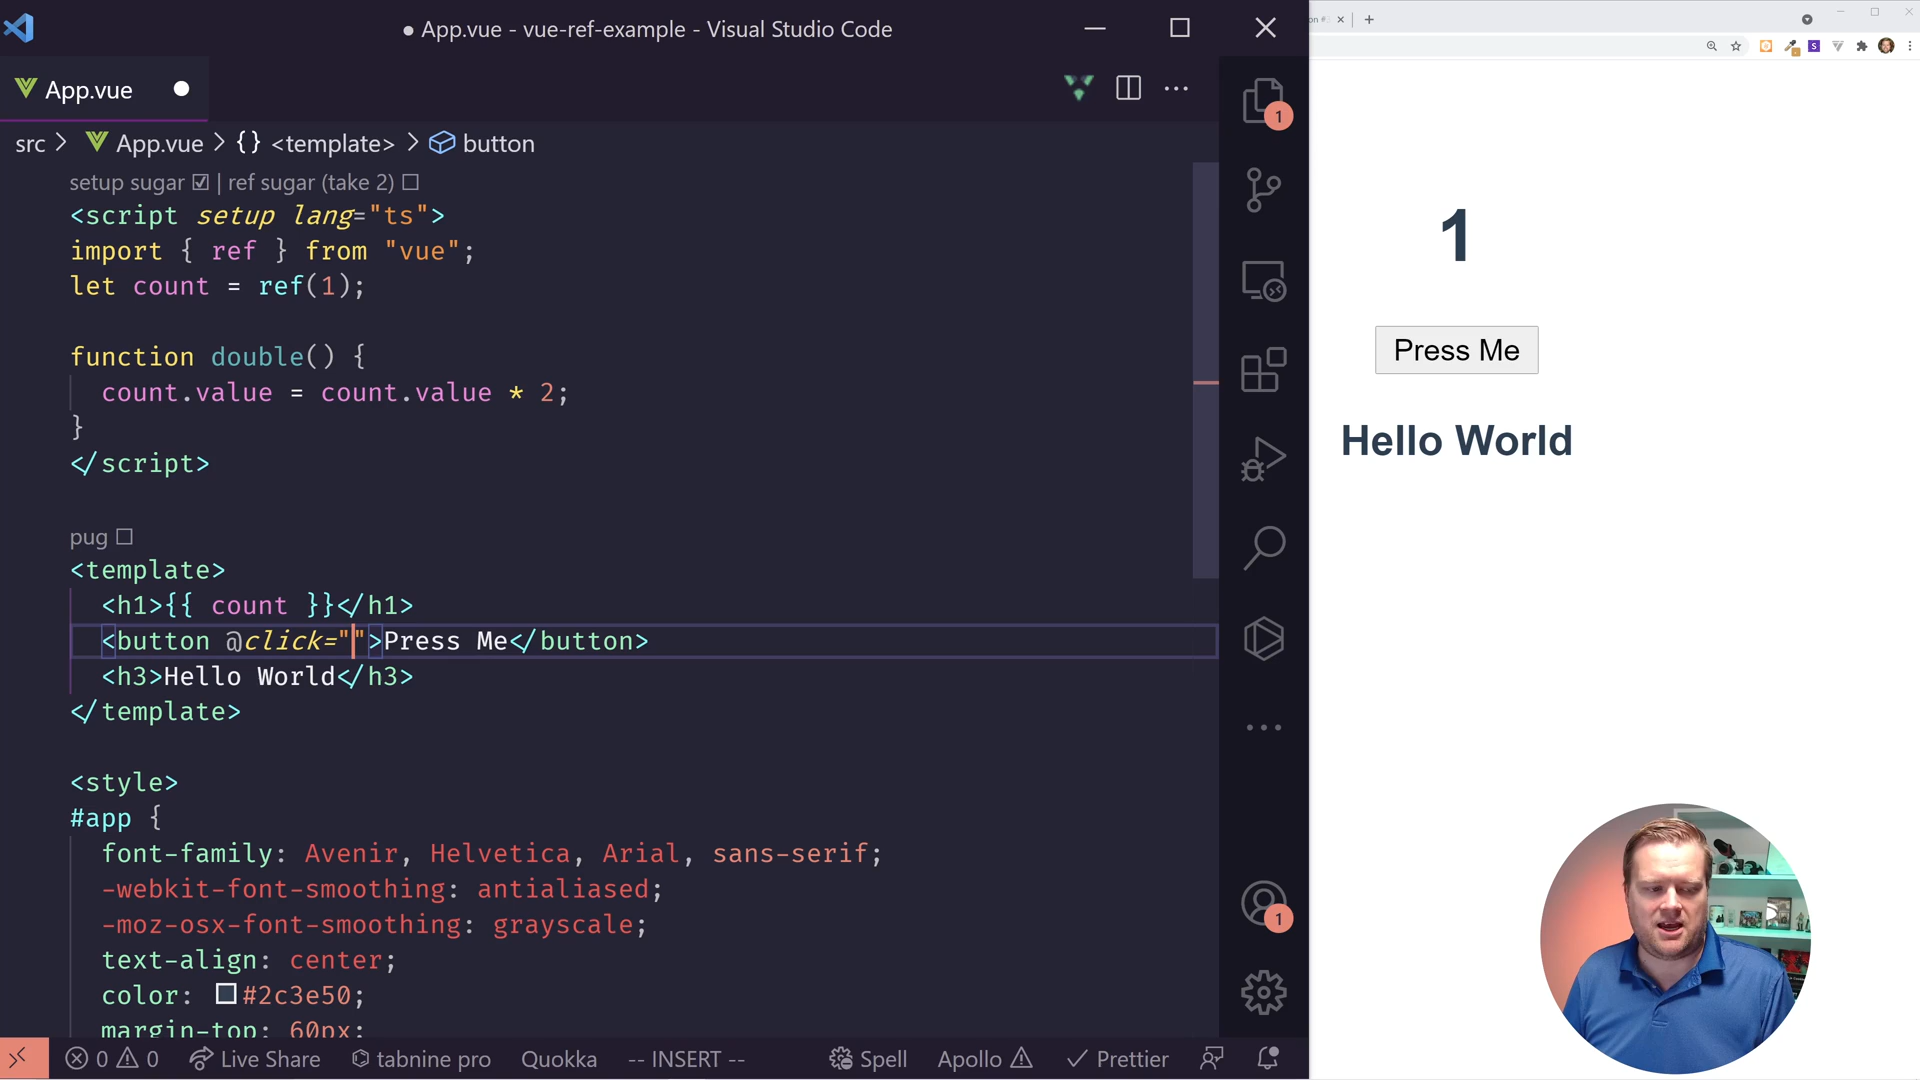 App.vue - vue-ref-example - Visual Studio Code
App.vue
src > App.vue > {} <template> > button
setup sugar ☑ | ref sugar (take 2) ☐
<script setup lang="ts">
import { ref } from "vue";
let count = ref(1);
function double() {
count.value = count.value * 2;
}
</script>
pug ☐
<template>
<h1>{{ count }}</h1>
<button @click="">Press Me</button>
<h3>Hello World</h3>
</template>
<style>
#app {
font-family: Avenir, Helvetica, Arial, sans-serif;
-webkit-font-smoothing: antialiased;
-moz-osx-font-smoothing: grayscale;
text-align: center;
color: #2c3e50;
margin-top: 60px;
0 0 Live Share tabnine pro Quokka -- INSERT -- Spell Apollo Prettier
1
1
1
Press Me
Hello World
S